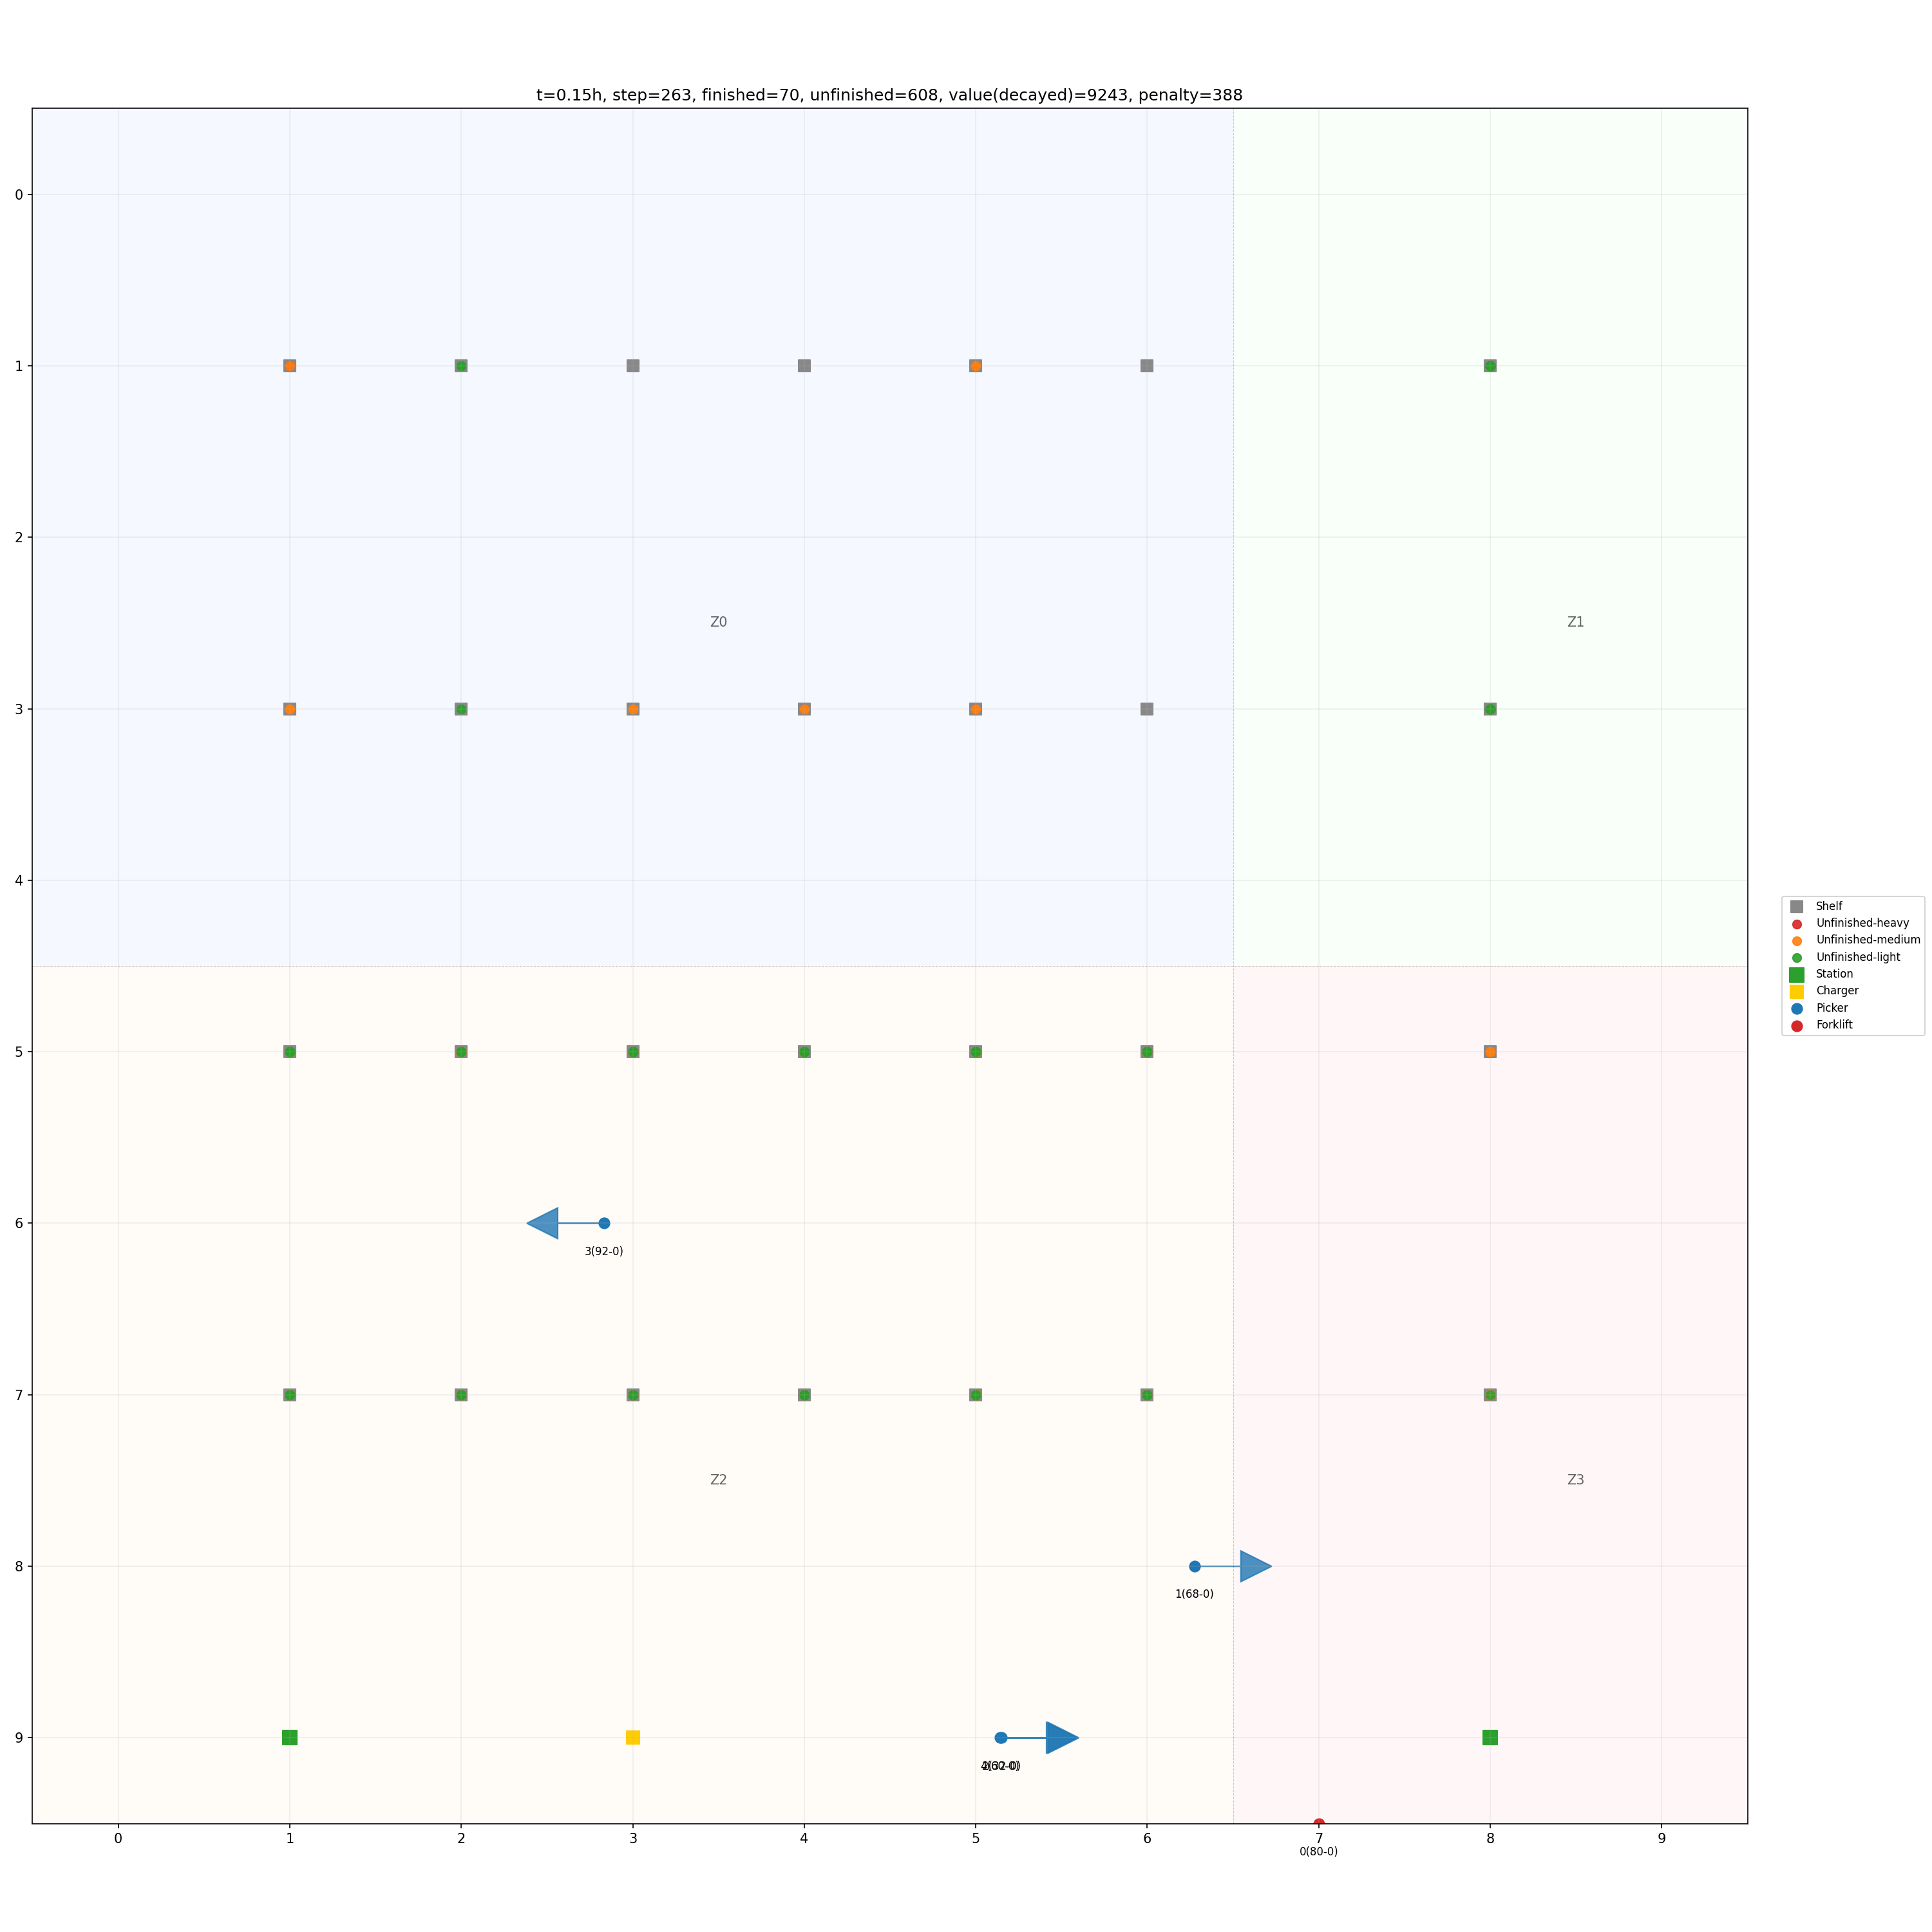 t=0.15h, step=263, finished=70, unfinished=608, value(decayed)=9243, penalty=388
0
1
2
Z0 Z1
3
4
Shelf
Unfinished-heavy
Unfinished-medium
Unfinished-light
Station
Charger
Picker
Forklift
5
6
3(92-0)
7
Z2 Z3
8
1(68-0)
9
0 1 2 3 4 5 6 7 8 9
0(80-0)